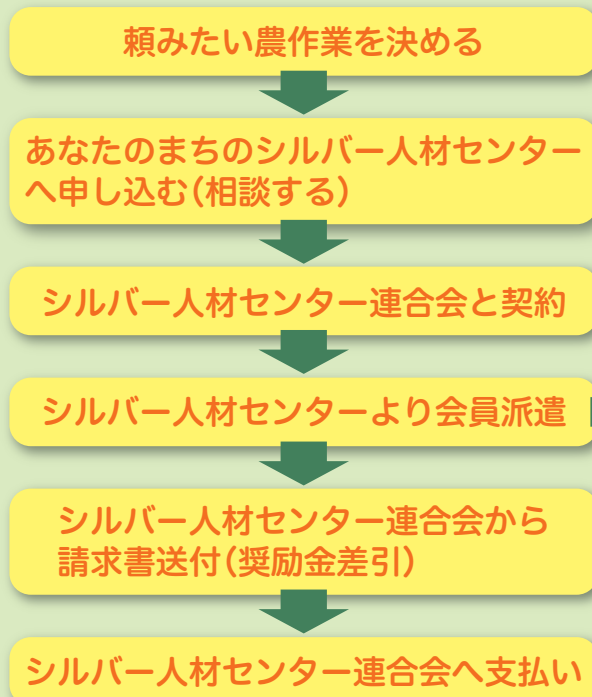 頼みたい農作業を決める
あなたのまちのシルバー人材センター
へ申し込む(相談する)
シルバー人材センター連合会と契約
シルバー人材センターより会員派遣
シルバー人材センター連合会から
請求書送付(奨励金差引)
シルバー人材センター連合会へ支払い